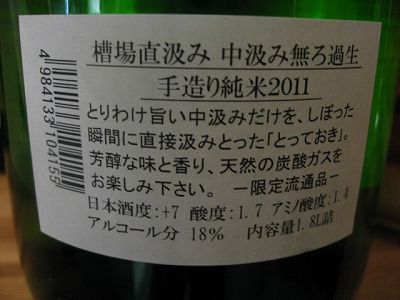 槽場直汲み 中汲み無ろ過生
手造り純米2011
とりわけ旨い中汲みだけを、しぼった
瞬間に直接汲みとった「とっておき」。
芳醇な味と香り、天然の炭酸ガスを
お楽しみ下さい。 ー限定流通品ー
日本酒度:+7 酸度:1.7 アミノ酸度:1.4
アルコール分 18% 内容量1.8L詰
4984133104155